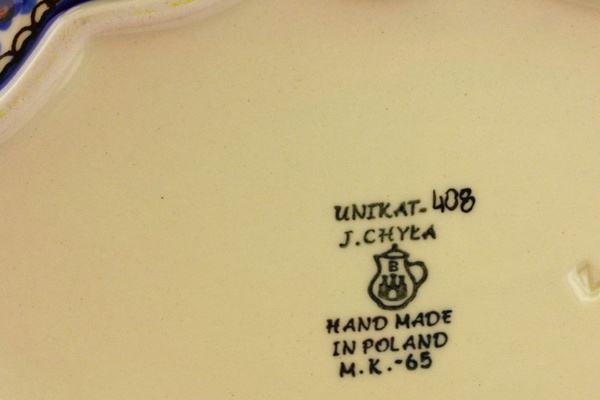 UNIKAT-408
J.CHYŁA
B
HAND MADE
IN POLAND
M.K.-65